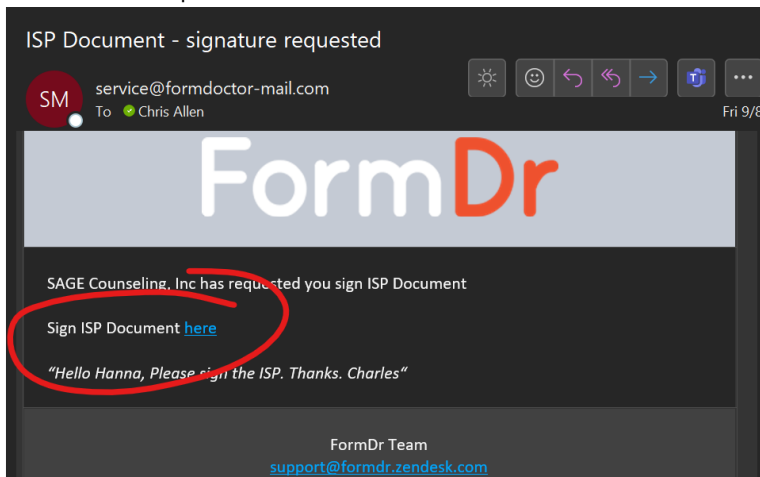 ISP Document - signature requested
SM
service@formdoctor-mail.com
To Chris Allen
Fri 9/8
FormDr
SAGE Counseling, Inc has requested you sign ISP Document
Sign ISP Document here
“Hello Hanna, Please sign the ISP. Thanks. Charles“
FormDr Team
support@formdr.zendesk.com